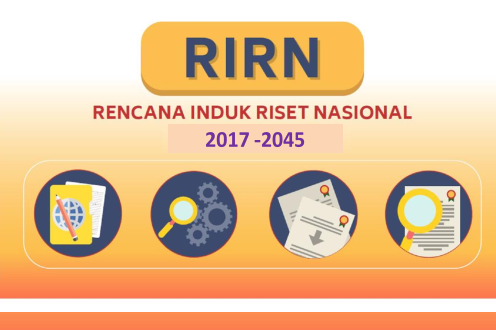 RIRN
RENCANA INDUK RISET NASIONAL
2017 -2045